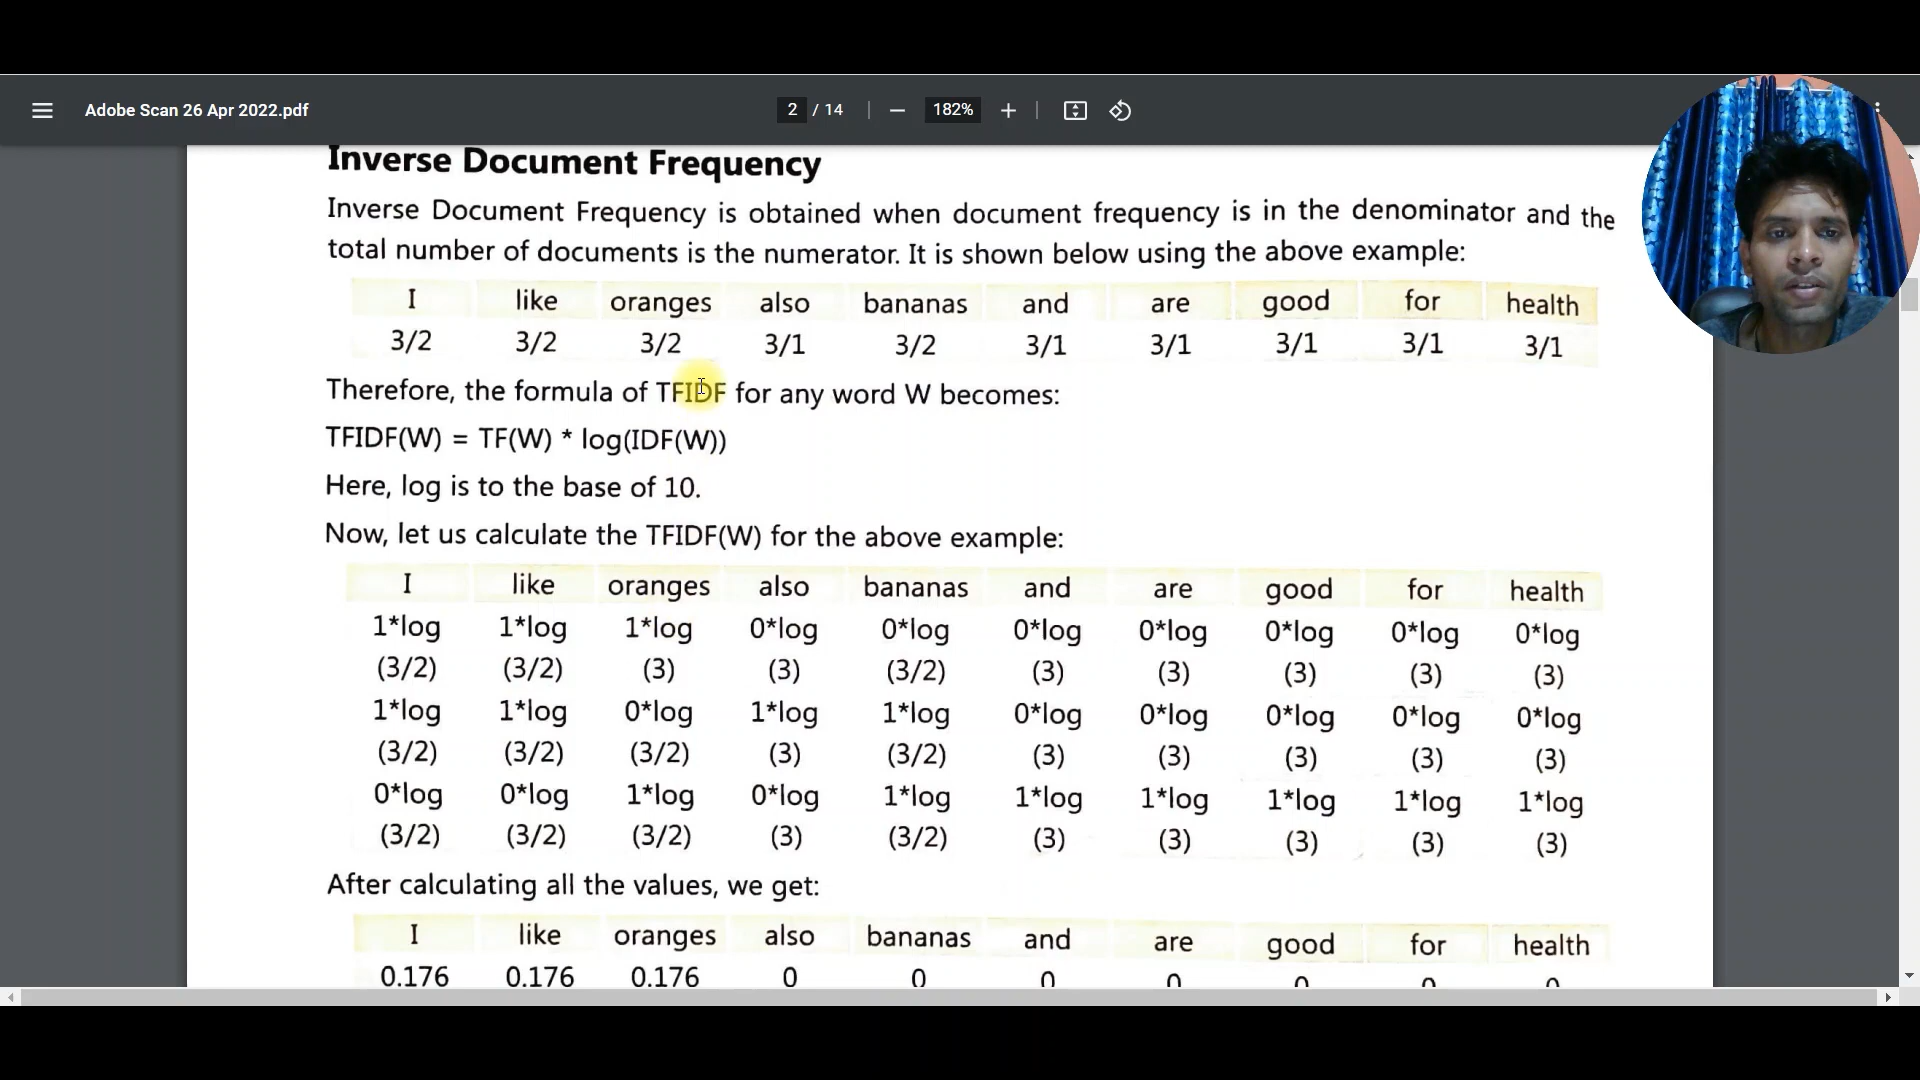 Adobe Scan 26 Apr 2022.pdf
2 / 14
182%
Inverse Document Frequency
Inverse Document Frequency is obtained when document frequency is in the denominator and the
total number of documents is the numerator. It is shown below using the above example:
I like oranges also bananas and are good for health
3/2 3/2 3/2 3/1 3/2 3/1 3/1 3/1 3/1 3/1
Therefore, the formula of TFIDF for any word W becomes:
TFIDF(W) = TF(W) * log(IDF(W))
Here, log is to the base of 10.
Now, let us calculate the TFIDF(W) for the above example:
I like oranges also bananas and are good for health
1*log 1*log 1*log 0*log 0*log 0*log 0*log 0*log 0*log 0*log
(3/2) (3/2) (3) (3) (3/2) (3) (3) (3) (3) (3)
1*log 1*log 0*log 1*log 1*log 0*log 0*log 0*log 0*log 0*log
(3/2) (3/2) (3/2) (3) (3/2) (3) (3) (3) (3) (3)
0*log 0*log 1*log 0*log 1*log 1*log 1*log 1*log 1*log 1*log
(3/2) (3/2) (3/2) (3) (3/2) (3) (3) (3) (3) (3)
After calculating all the values, we get:
I like oranges also bananas and are good for health
0.176 0.176 0.176 0 0 0 0 0 0 0